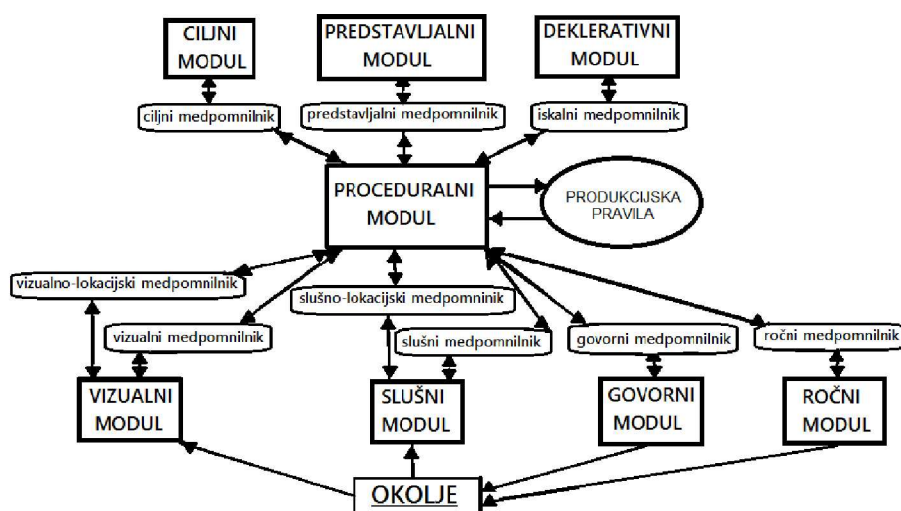 CILJNI
MODUL
PREDSTAVLJALNI
MODUL
DEKLERATIVNI
MODUL
ciljni medpomnilnik
predstavljalni medpomnilnik
iskalni medpomnilnik
PROCEDURALNI
MODUL
PRODUKCIJSKA
PRAVILA
vizualno-lokacijski medpomnilnik
slušno-lokacijski medpomninik
vizualni medpomnilnik
slušni medpomnilnik
govorni medpomnilnik
ročni medpomnilnik
VIZUALNI
MODUL
SLUŠNI
MODUL
GOVORNI
MODUL
ROČNI
MODUL
OKOLJE